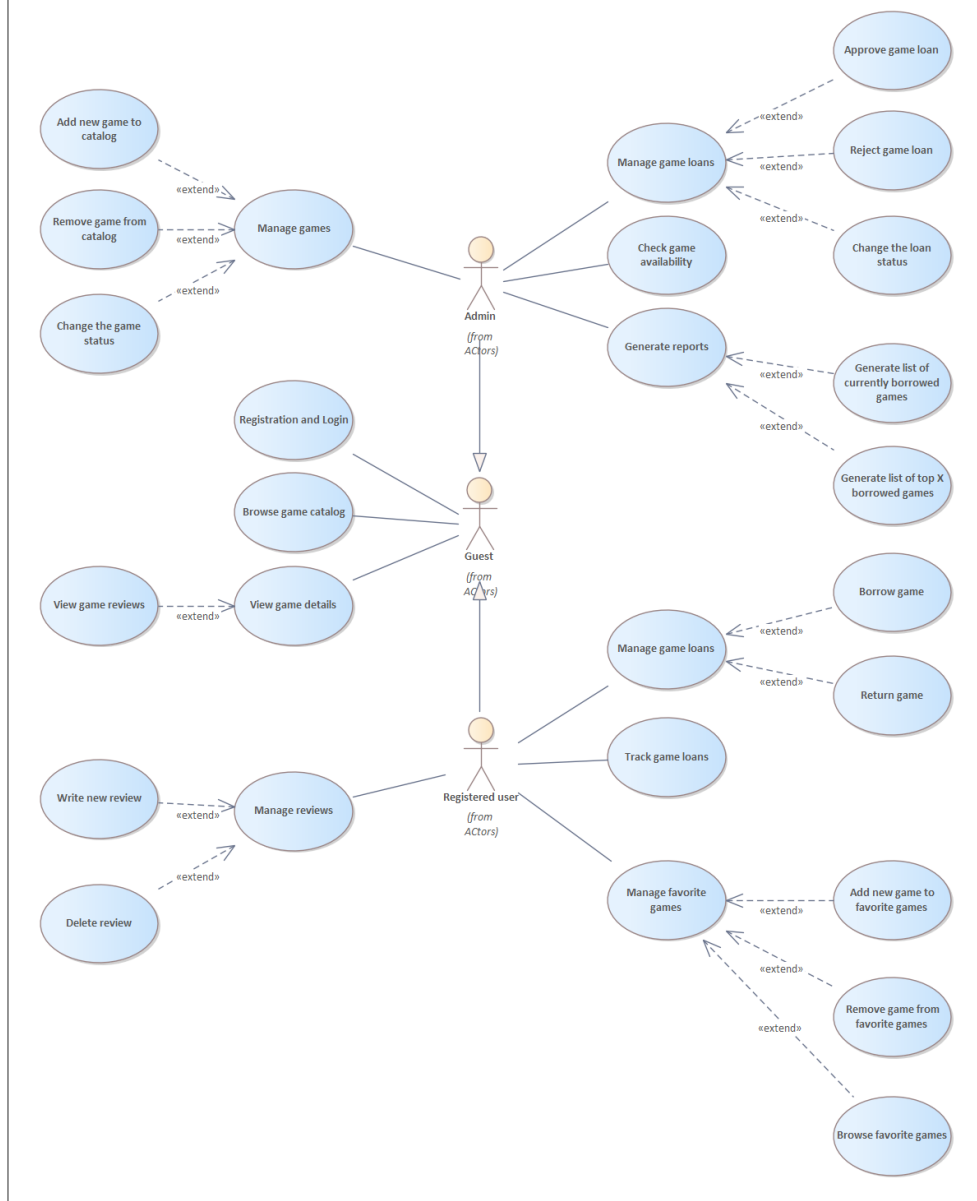 Approve game loan
Add new game to
catalog
«extend»
Manage game loans
Reject game loan
«extend»
«extend»
Remove game from
catalog
Manage games
«extend»
«extend»
Check game
availability
Change the loan
status
«extend»
Admin
(from
ACtors)
Change the game
status
Generate reports
Generate list of
currently borrowed
games
«extend»
Registration and Login
«extend»
Generate list of top X
borrowed games
Browse game catalog
Guest
(from
ACtors)
View game reviews
«extend»
View game details
Borrow game
«extend»
Manage game loans
«extend»
Return game
Track game loans
Registered user
(from
ACtors)
Write new review
«extend»
Manage reviews
«extend»
Delete review
Manage favorite
games
«extend»
Add new game to
favorite games
«extend»
Remove game from
favorite games
«extend»
Browse favorite games